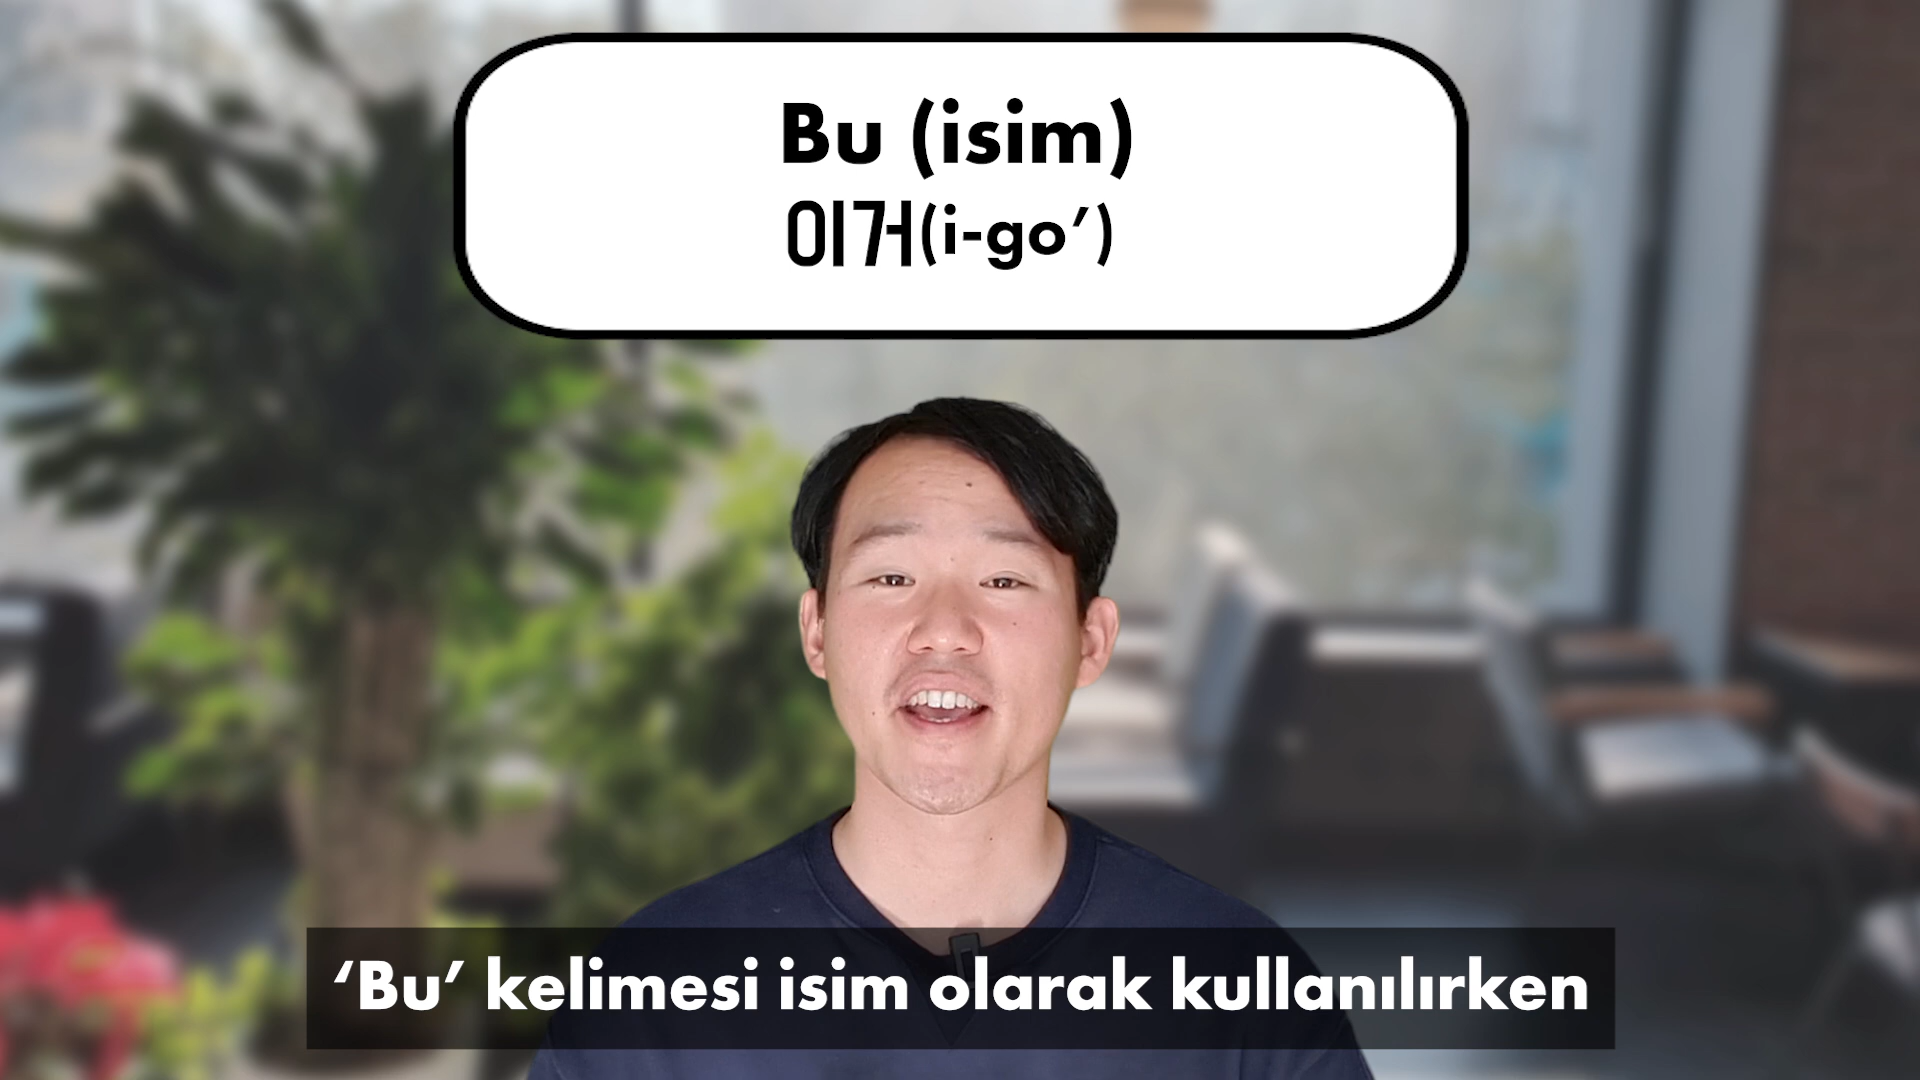 Bu (isim)
이거(i-go’)
‘Bu’ kelimesi isim olarak kullanılırken